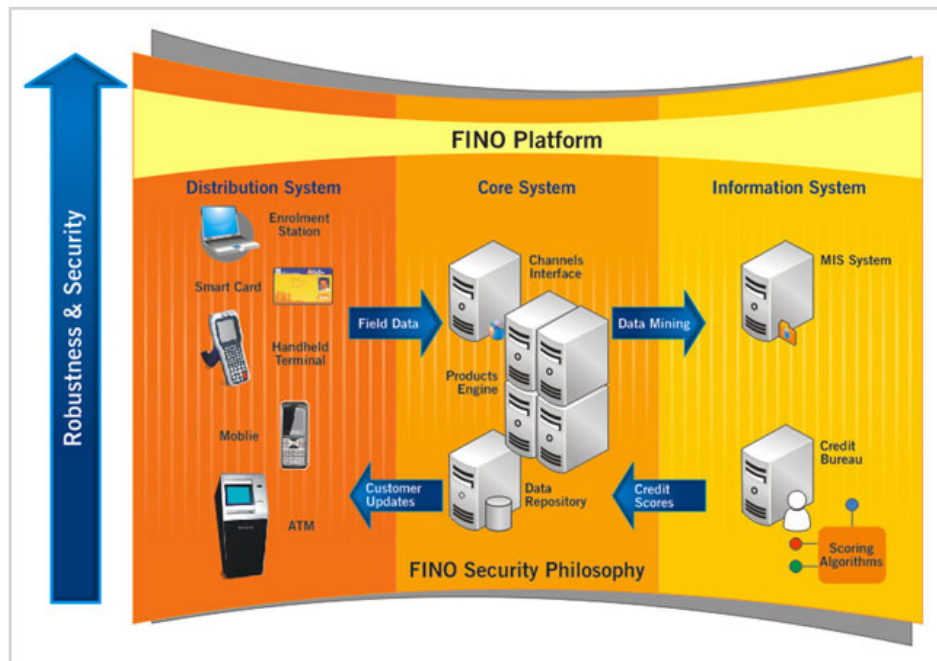 FINO Platform
Robustness & Security
Distribution System
Enrolment
Station
Smart Card
Handheld
Terminal
Moblie
ATM
Field Data
Customer
Updates
Core System
Channels
Interface
Products
Engine
Data
Repository
Data Mining
Credit
Scores
Information System
MIS System
Credit
Bureau
Scoring
Algorithms
FINO Security Philosophy